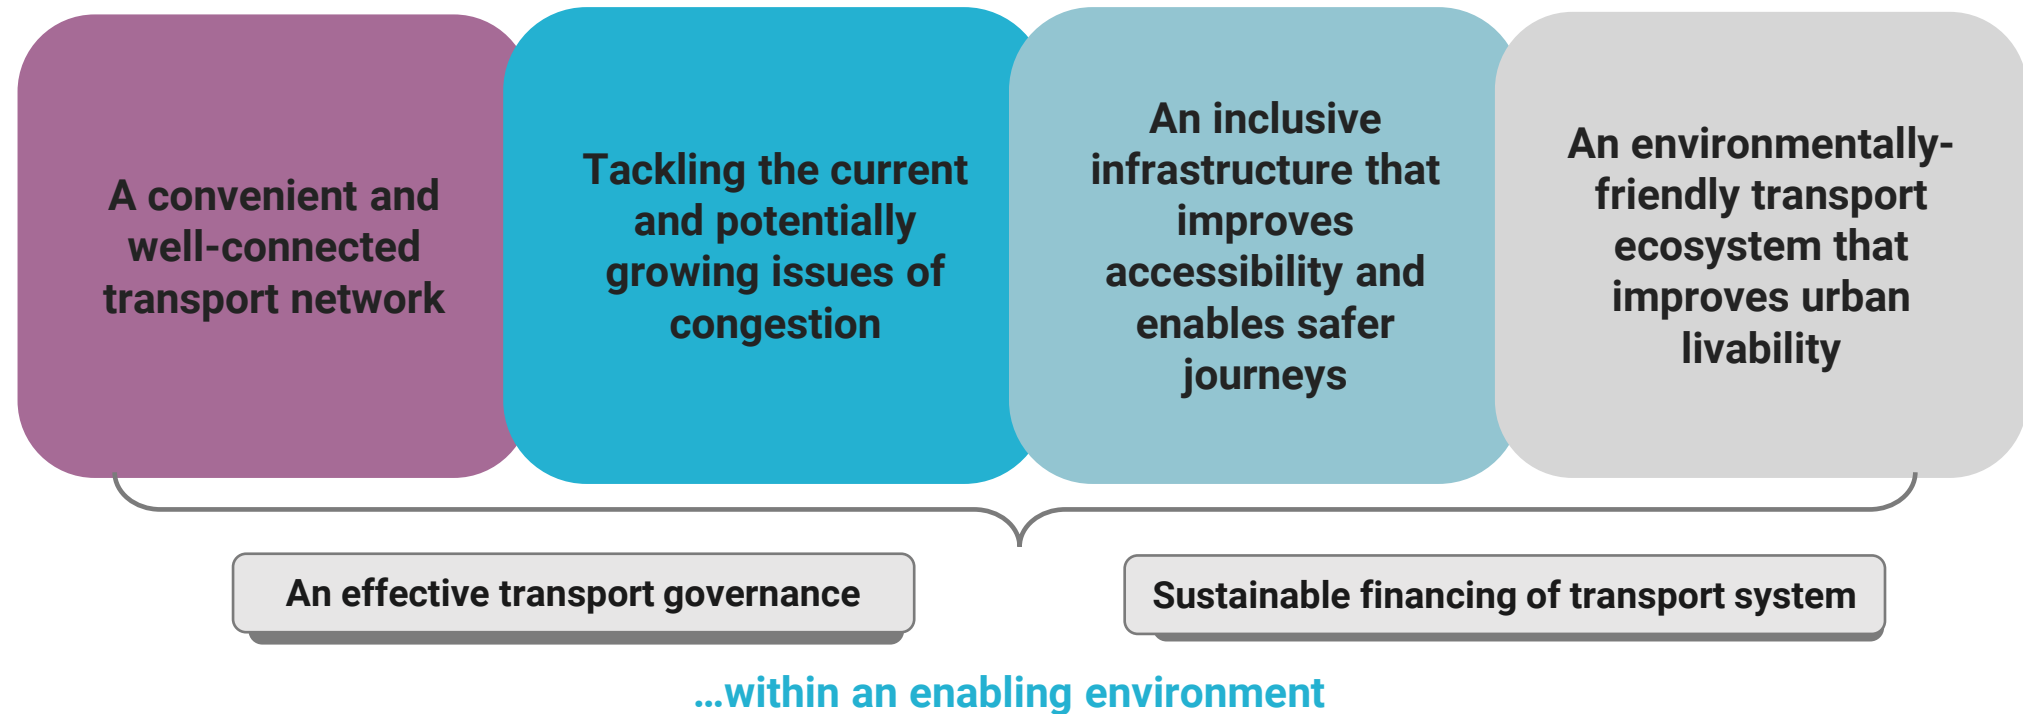 A convenient and
well-connected
transport network
Tackling the current
and potentially
growing issues of
congestion
An inclusive
infrastructure that
improves
accessibility and
enables safer
journeys
An environmentally-
friendly transport
ecosystem that
improves urban
livability
An effective transport governance
Sustainable financing of transport system
...within an enabling environment